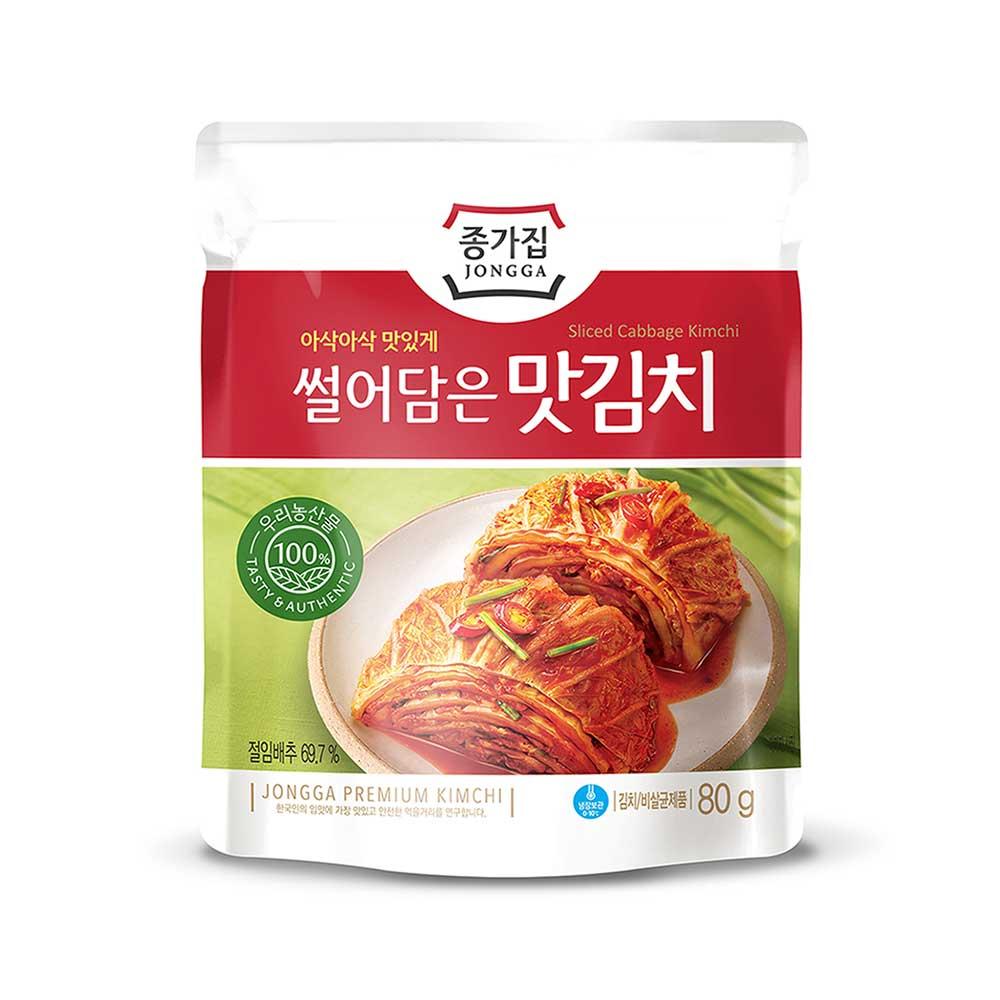 종가집
JONGGA
아삭아삭 맛있게
Sliced Cabbage Kimchi
썰어담은 맛김치
우리농산물
100%
TASTY & AUTHENTIC
절임배추 69.7 %
JONGGA PREMIUM KIMCHI
한국인의 입맛에 가장 맛있고 안전한 먹을거리를 연구합니다.
냉장보관
0-10℃
김치/비살균제품 80 g